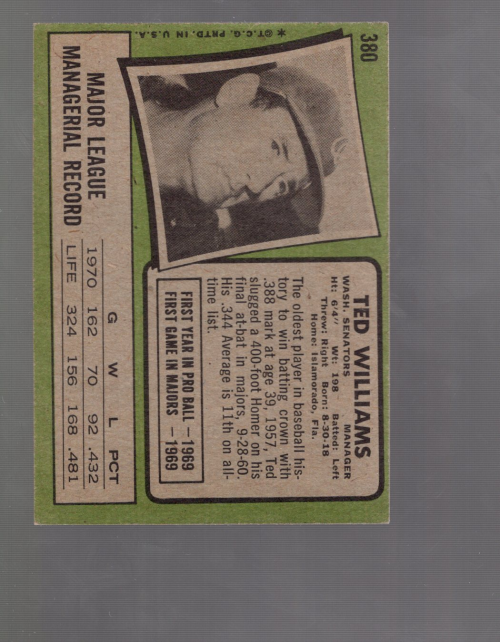 380
* © T.C.G. PRTD. IN U.S.A.
TED WILLIAMS
WASH. SENATORS MANAGER
Ht: 6'4" Wt: 198 Batted: Left
Threw: Right Born: 8-30-18
Home: Islamorado, Fla.
The oldest player in baseball his-
tory to win batting crown with
.388 mark at age 39, 1957, Ted
slugged a 400-foot Homer on his
final at-bat in majors, 9-28-60.
His .344 Average is 11th on all-
time list.
FIRST YEAR IN PRO BALL — 1969
FIRST GAME IN MAJORS — 1969
MAJOR LEAGUE
MANAGERIAL RECORD
G W L PCT
1970 162 70 92 .432
LIFE 324 156 168 .481